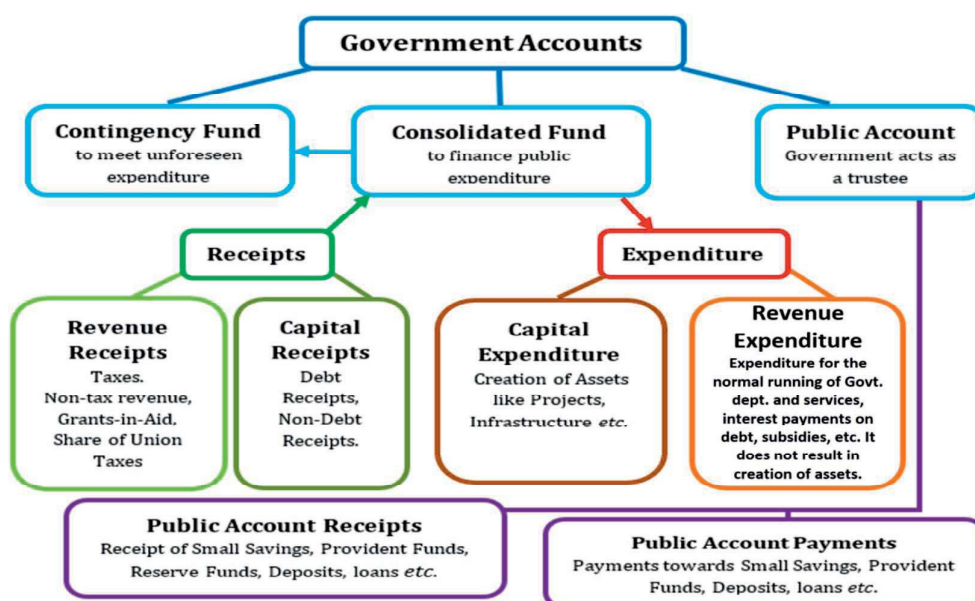 Government Accounts
Contingency Fund
to meet unforeseen
expenditure
Consolidated Fund
to finance public
expenditure
Public Account
Government acts as
a trustee
Receipts
Expenditure
Revenue
Receipts
Taxes.
Non-tax revenue,
Grants-in-Aid,
Share of Union
Taxes
Capital
Receipts
Debt
Receipts,
Non-Debt
Receipts.
Capital
Expenditure
Creation of Assets
like Projects,
Infrastructure etc.
Revenue
Expenditure
Expenditure for the
normal running of Govt.
dept. and services,
interest payments on
debt, subsidies, etc. It
does not result in
creation of assets.
Public Account Receipts
Receipt of Small Savings, Provident Funds,
Reserve Funds, Deposits, loans etc.
Public Account Payments
Payments towards Small Savings, Provident
Funds, Deposits, loans etc.